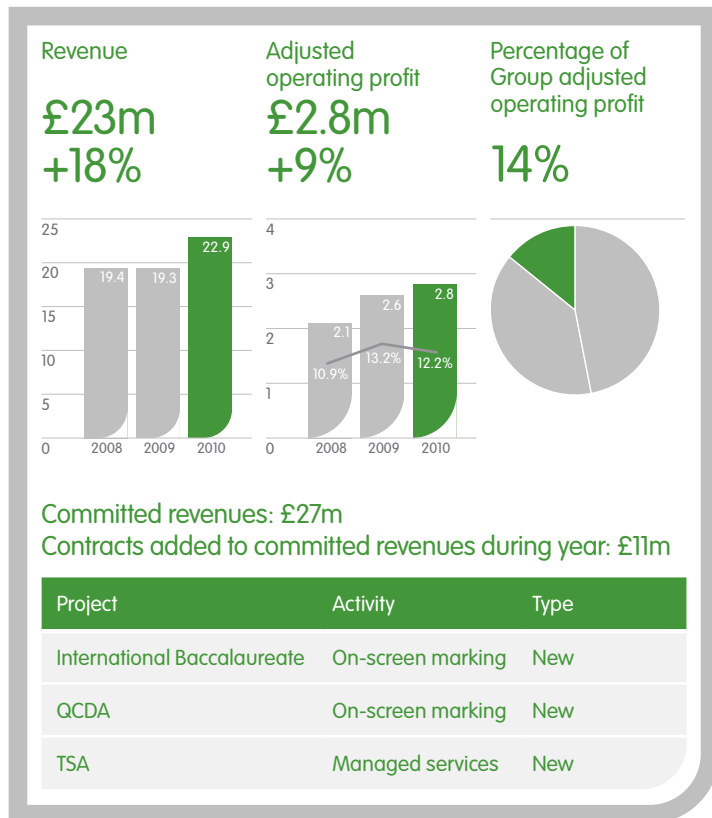 Revenue
£23m
+18%
Adjusted
operating profit
£2.8m
+9%
Percentage of
Group adjusted
operating profit
14%
25
20
15
10
5
0
19.4
19.3
22.9
2008
2009
2010
4
3
2
1
0
2.1
2.6
2.8
10.9%
13.2%
12.2%
2008
2009
2010
Committed revenues: £27m
Contracts added to committed revenues during year: £11m
Project Activity Type
International Baccalaureate On-screen marking New
QCDA On-screen marking New
TSA Managed services New